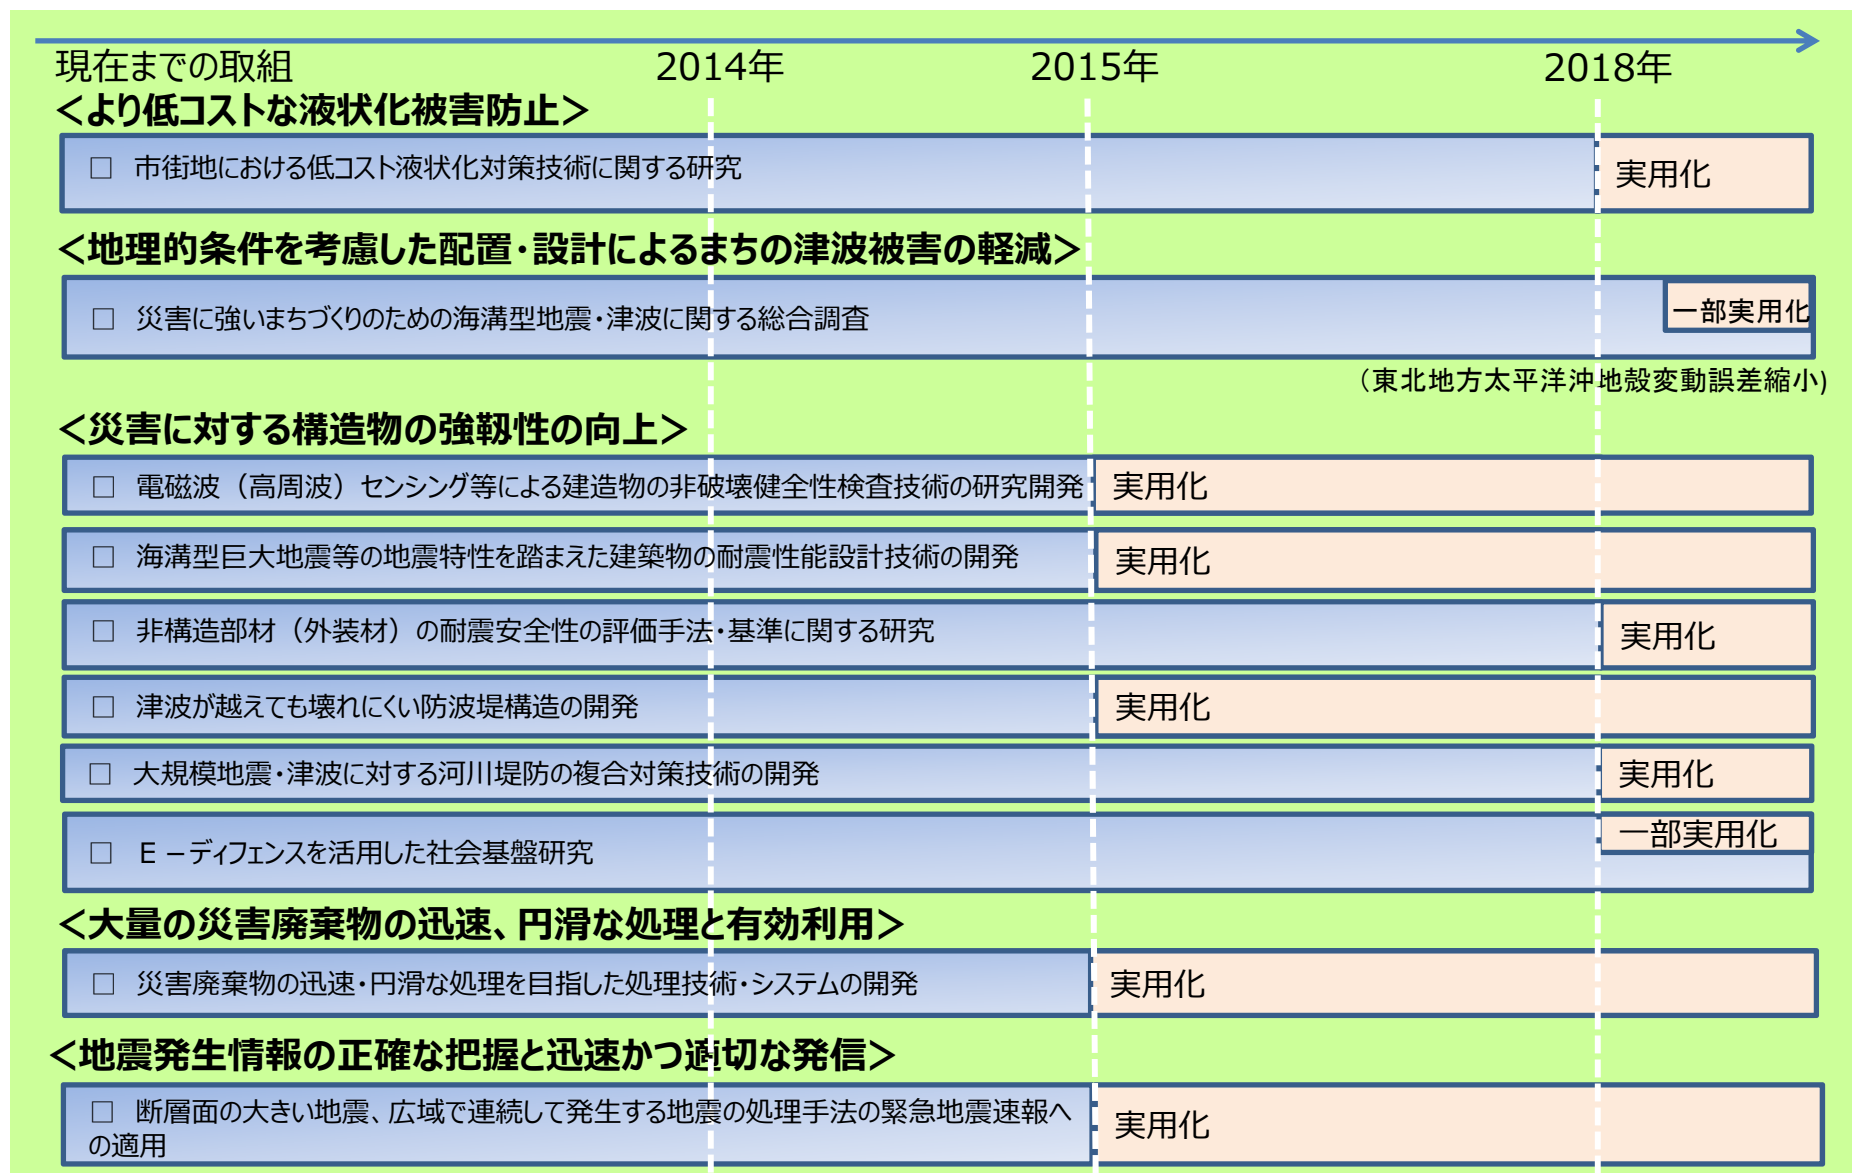 現在までの取組 2014年 2015年 2018年
＜より低コストな液状化被害防止＞
□ 市街地における低コスト液状化対策技術に関する研究 実用化
＜地理的条件を考慮した配置・設計によるまちの津波被害の軽減＞
□ 災害に強いまちづくりのための海溝型地震・津波に関する総合調査 一部実用化
（東北地方太平洋沖地殻変動誤差縮小)
＜災害に対する構造物の強靱性の向上＞
□ 電磁波（高周波）センシング等による建造物の非破壊健全性検査技術の研究開発 実用化
□ 海溝型巨大地震等の地震特性を踏まえた建築物の耐震性能設計技術の開発 実用化
□ 非構造部材（外装材）の耐震安全性の評価手法・基準に関する研究 実用化
□ 津波が越えても壊れにくい防波堤構造の開発 実用化
□ 大規模地震・津波に対する河川堤防の複合対策技術の開発 実用化
□ Ｅ－ディフェンスを活用した社会基盤研究 一部実用化
＜大量の災害廃棄物の迅速、円滑な処理と有効利用＞
□ 災害廃棄物の迅速・円滑な処理を目指した処理技術・システムの開発 実用化
＜地震発生情報の正確な把握と迅速かつ適切な発信＞
□ 断層面の大きい地震、広域で連続して発生する地震の処理手法の緊急地震速報へ
の適用 実用化